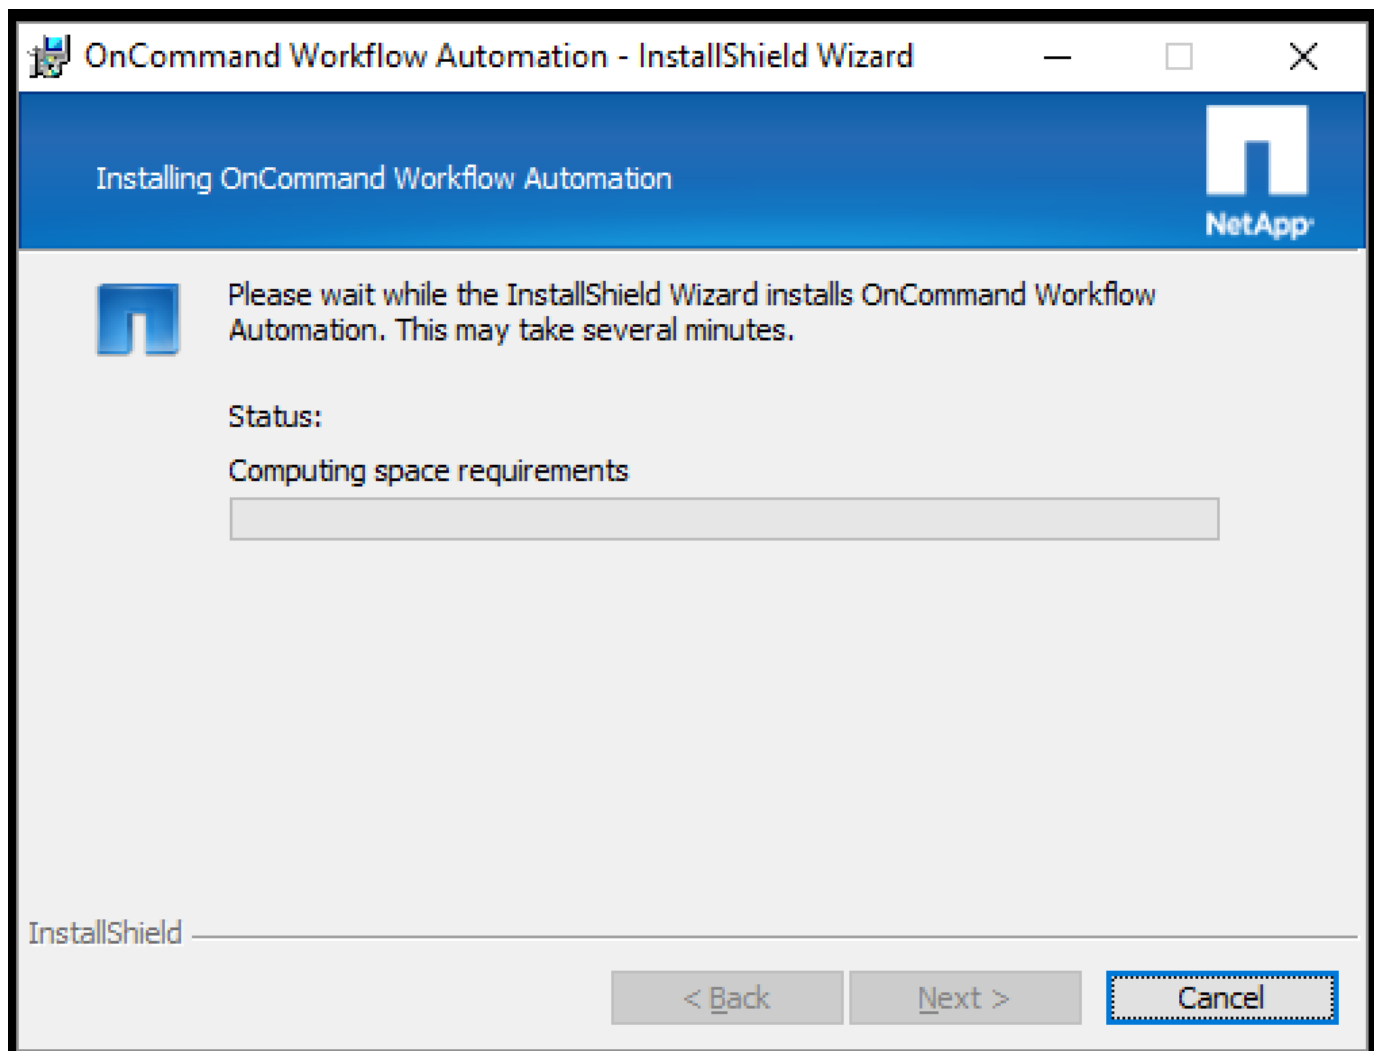 OnCommand Workflow Automation - InstallShield Wizard
Installing OnCommand Workflow Automation
NetApp
Please wait while the InstallShield Wizard installs OnCommand Workflow
Automation. This may take several minutes.
Status:
Computing space requirements
InstallShield
< Back
Next >
Cancel